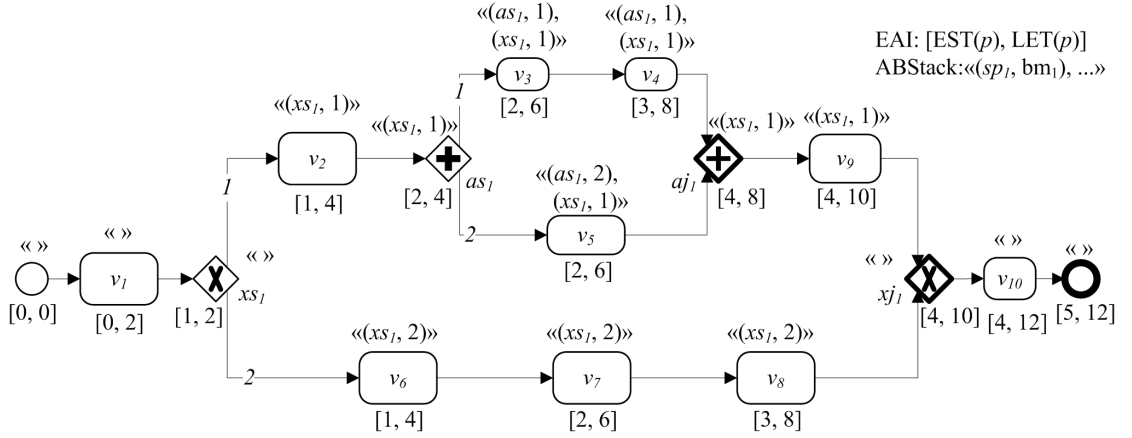 «(as1, 1),
(xs1, 1)»
«(as1, 1),
(xs1, 1)»
EAI: [EST(p), LET(p)]
ABStack:«(sp1, bm1), ...»
v3
v4
1
[2, 6]
[3, 8]
«(xs1, 1)»
«(xs1, 1)»
«(xs1, 1)»
«(xs1, 1)»
v2
v9
as1
aj1
[1, 4]
[2, 4]
[4, 8]
[4, 10]
1
«(as1, 2),
(xs1, 1)»
2
v5
[2, 6]
« »
« »
« »
« »
« »
« »
v1
xs1
xj1
v10
[0, 0]
[0, 2]
[1, 2]
[4, 10]
[4, 12]
[5, 12]
«(xs1, 2)»
«(xs1, 2)»
«(xs1, 2)»
2
v6
v7
v8
[1, 4]
[2, 6]
[3, 8]